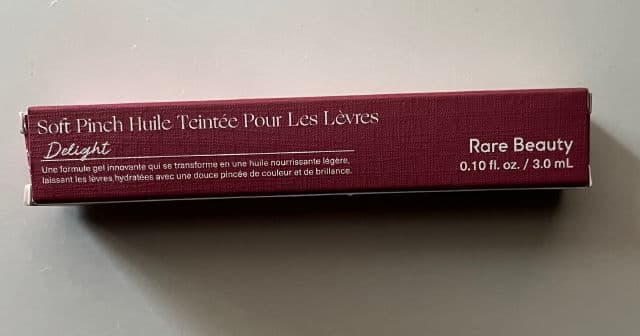 Soft Pinch Huile Teintée Pour Les Lèvres
Delight
Une formule gel innovante qui se transforme en une huile nourrissante légère,
laissant les lèvres hydratées avec une douce pincée de couleur et de brillance.
Rare Beauty
0.10 fl. oz. / 3.0 mL